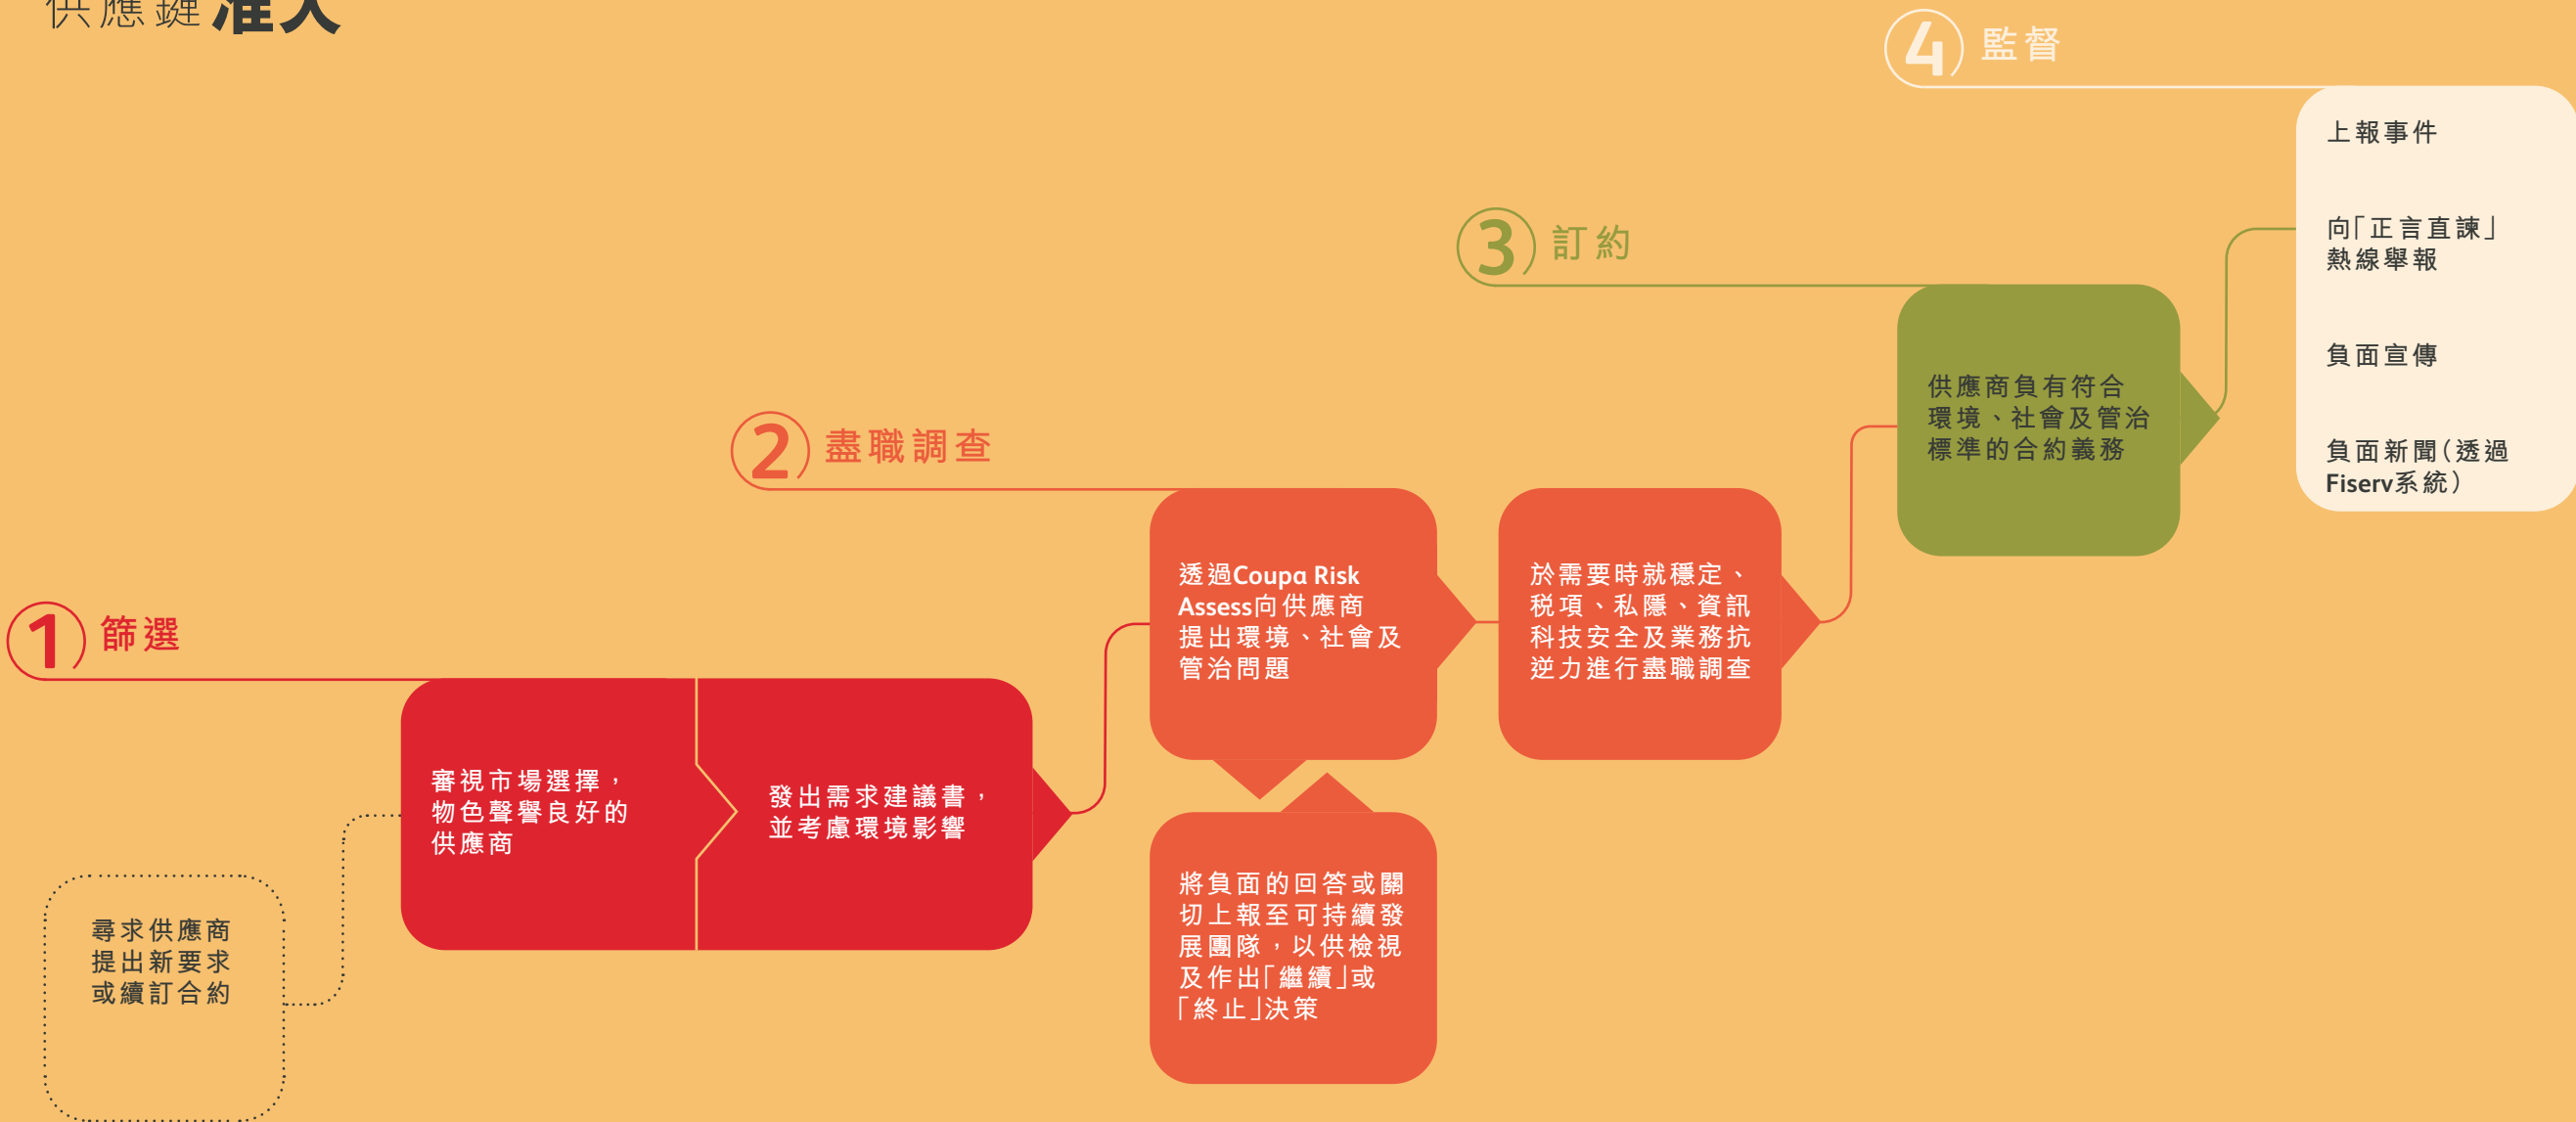 供應鏈准入
4 監督
上報事件
向「正言直諫」
熱線舉報
負面宣傳
負面新聞（透過
Fiserv系統）
3 訂約
供應商負有符合
環境、社會及管治
標準的合約義務
2 盡職調查
透過Coupa Risk
Assess向供應商
提出環境、社會及
管治問題
於需要時就穩定、
税項、私隱、資訊
科技安全及業務抗
逆力進行盡職調查
將負面的回答或關
切上報至可持續發
展團隊，以供檢視
及作出「繼續」或
「終止」決策
1 篩選
審視市場選擇，
物色聲譽良好的
供應商
發出需求建議書，
並考慮環境影響
尋求供應商
提出新要求
或續訂合約